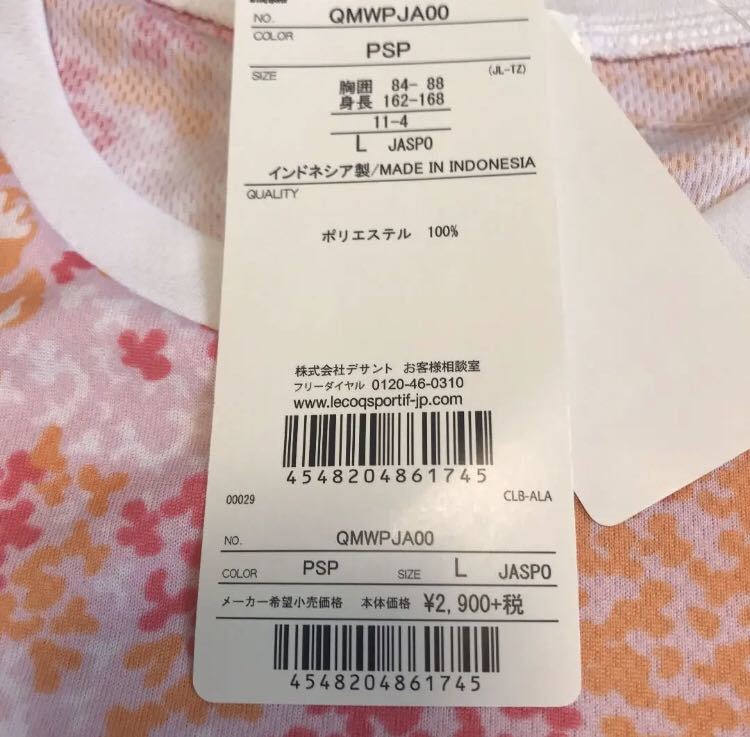 NO. QMWPJA00
COLOR
PSP
SIZE (JL-TZ)
胸囲 84- 88
身長 162-168
11-4
L JASPO
インドネシア製/MADE IN INDONESIA
QUALITY
ポリエステル 100%
株式会社デサント お客様相談室
フリーダイヤル 0120-46-0310
www.lecoqsportif-jp.com
4548204861745
00029 CLB-ALA
NO. QMWPJA00
COLOR PSP SIZE L JASPO
メーカー希望小売価格 本体価格 ¥2,900+税
4548204861745